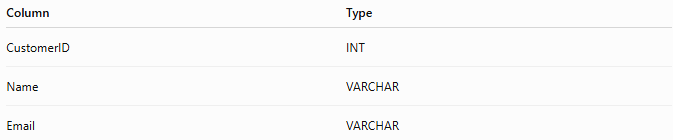 Column Type
CustomerID INT
Name VARCHAR
Email VARCHAR